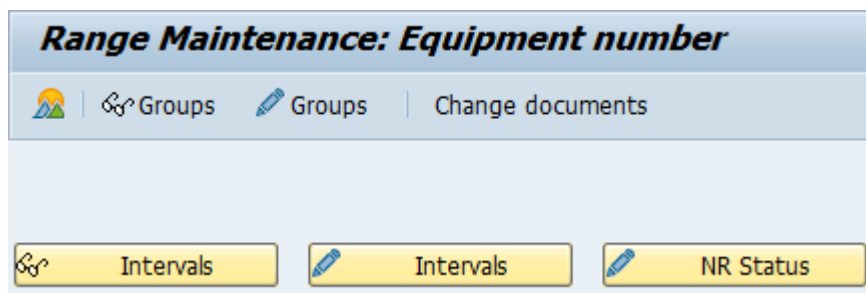 Range Maintenance: Equipment number
Groups Groups Change documents
Intervals Intervals NR Status